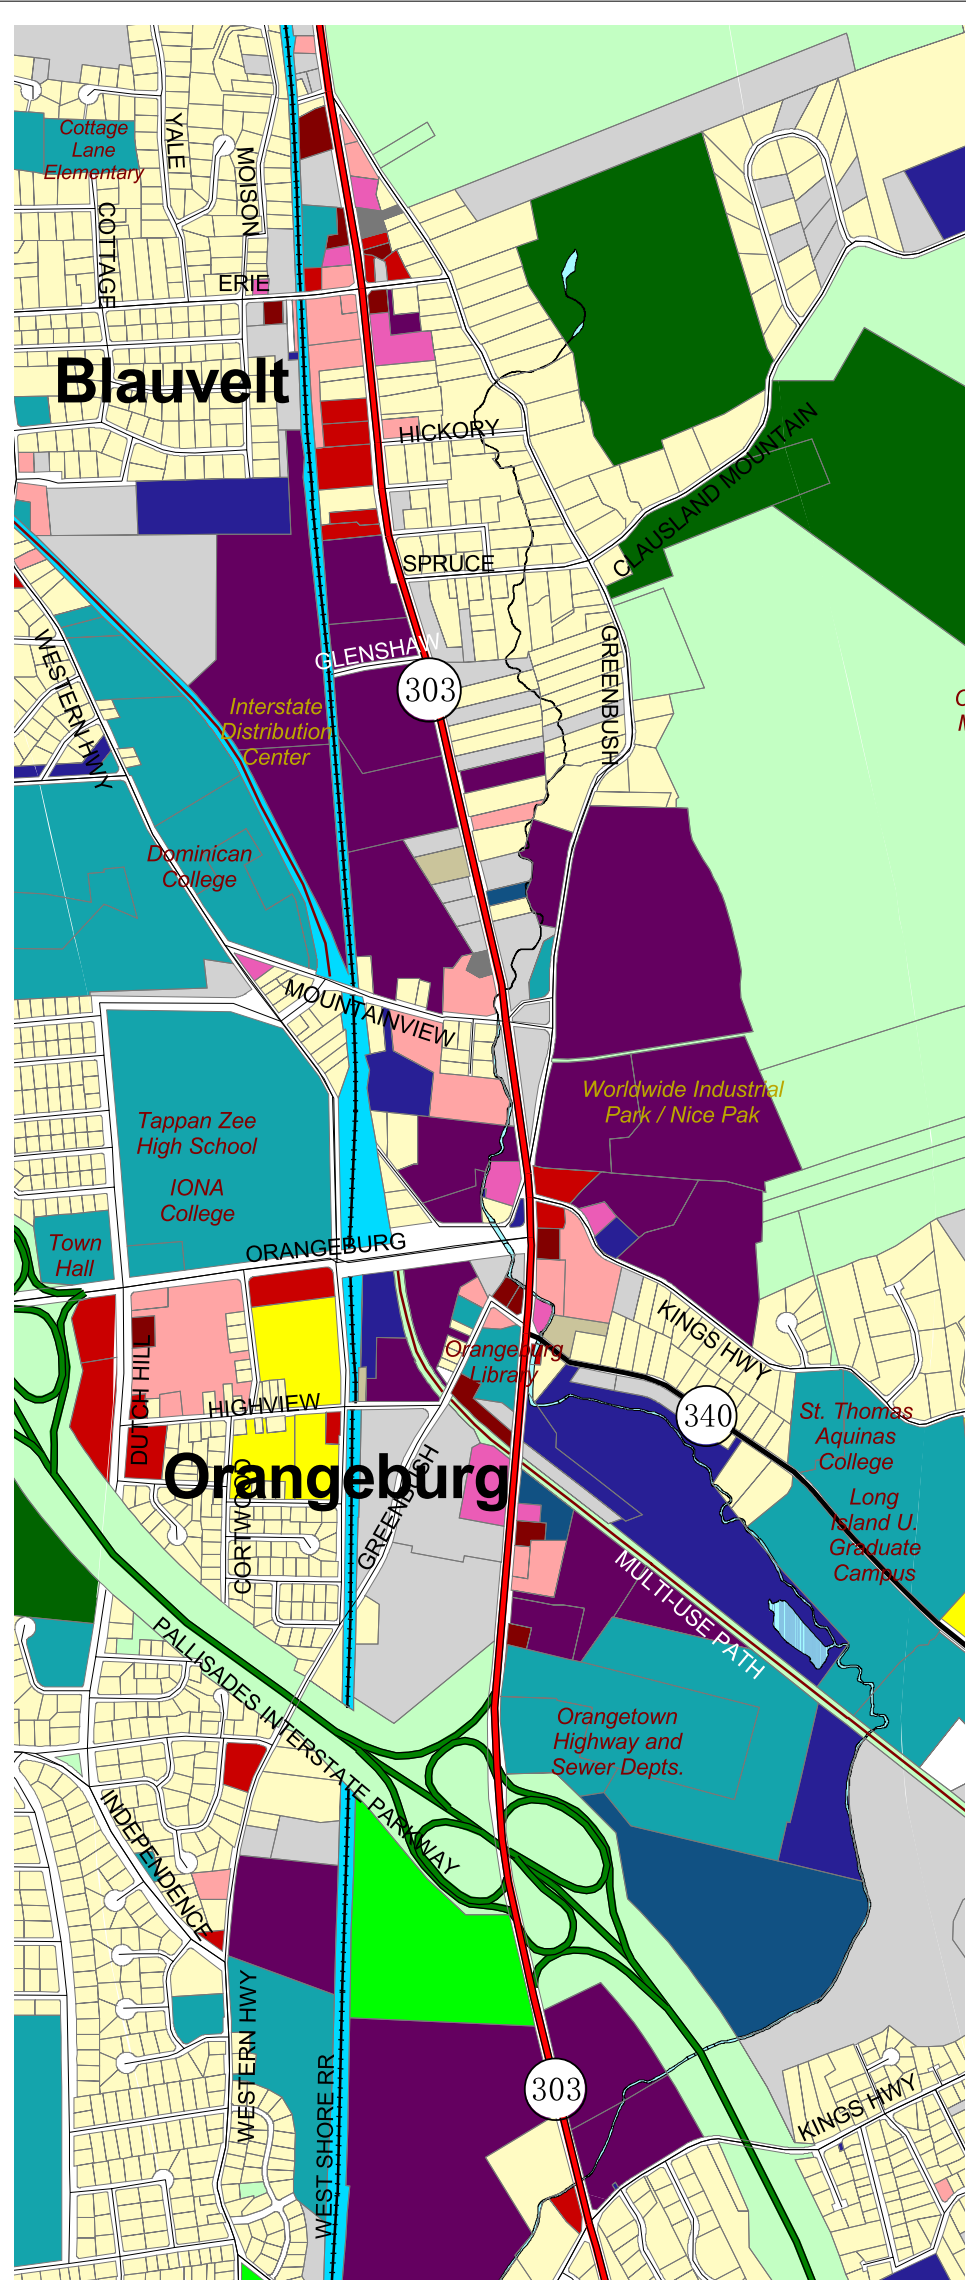 Cottage
Lane
Elementary
YALE
MOISON
COTTAGE
ERIE
Blauvelt
HICKORY
CLAUSLAND MOUNTAIN
SPRUCE
WESTERN HWY
GLENSHAW
GREENBUSH
303
Interstate
Distribution
Center
Dominican
College
MOUNTAINVIEW
Worldwide Industrial
Park / Nice Pak
Tappan Zee
High School
IONA
College
Town
Hall
ORANGEBURG
KINGS HWY
Orangeburg
Library
DUTCH HILL
HIGHVIEW
340
St. Thomas
Aquinas
College
Long
Island U.
Graduate
Campus
Orangeburg
CORTWOOD
GREENBUSH
MULTI-USE PATH
PALLISADES INTERSTATE PARKWAY
Orangetown
Highway and
Sewer Depts.
INDEPENDENCE
WESTERN HWY
WEST SHORE RR
303
KINGS HWY